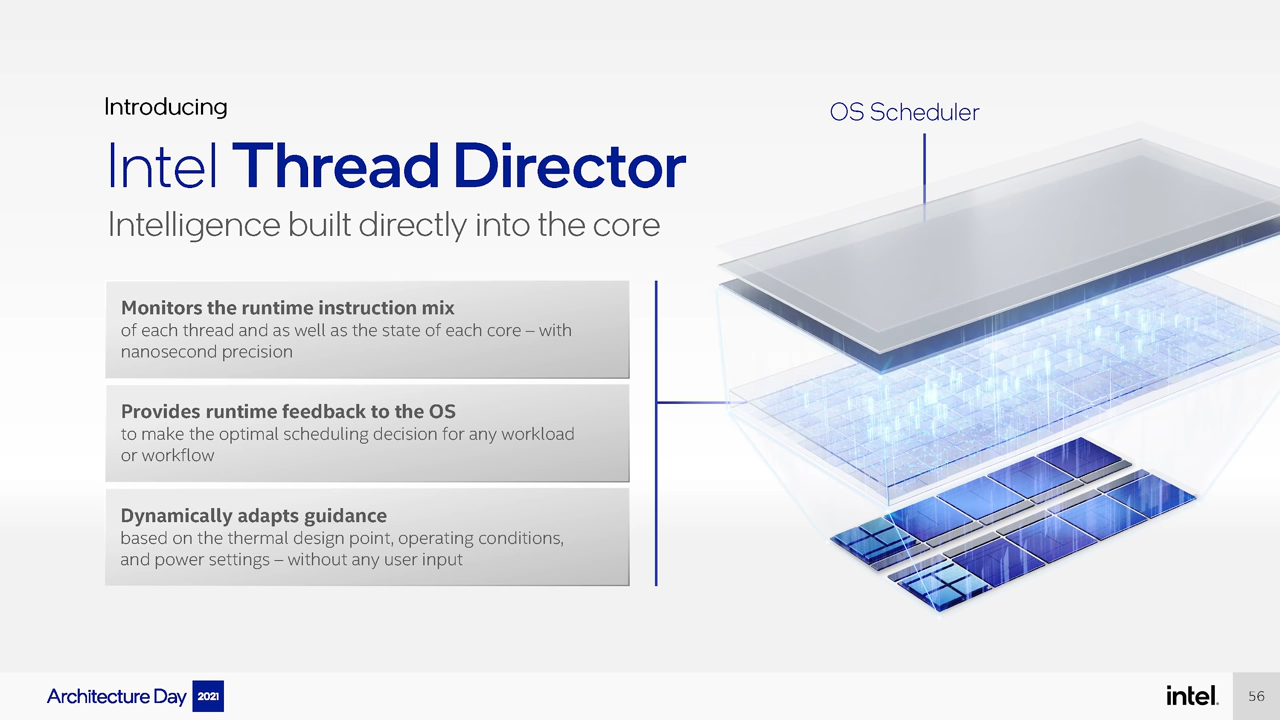 Introducing
Intel Thread Director
Intelligence built directly into the core
OS Scheduler
Monitors the runtime instruction mix
of each thread and as well as the state of each core – with
nanosecond precision
Provides runtime feedback to the OS
to make the optimal scheduling decision for any workload
or workflow
Dynamically adapts guidance
based on the thermal design point, operating conditions,
and power settings – without any user input
Architecture Day 2021
intel.
56